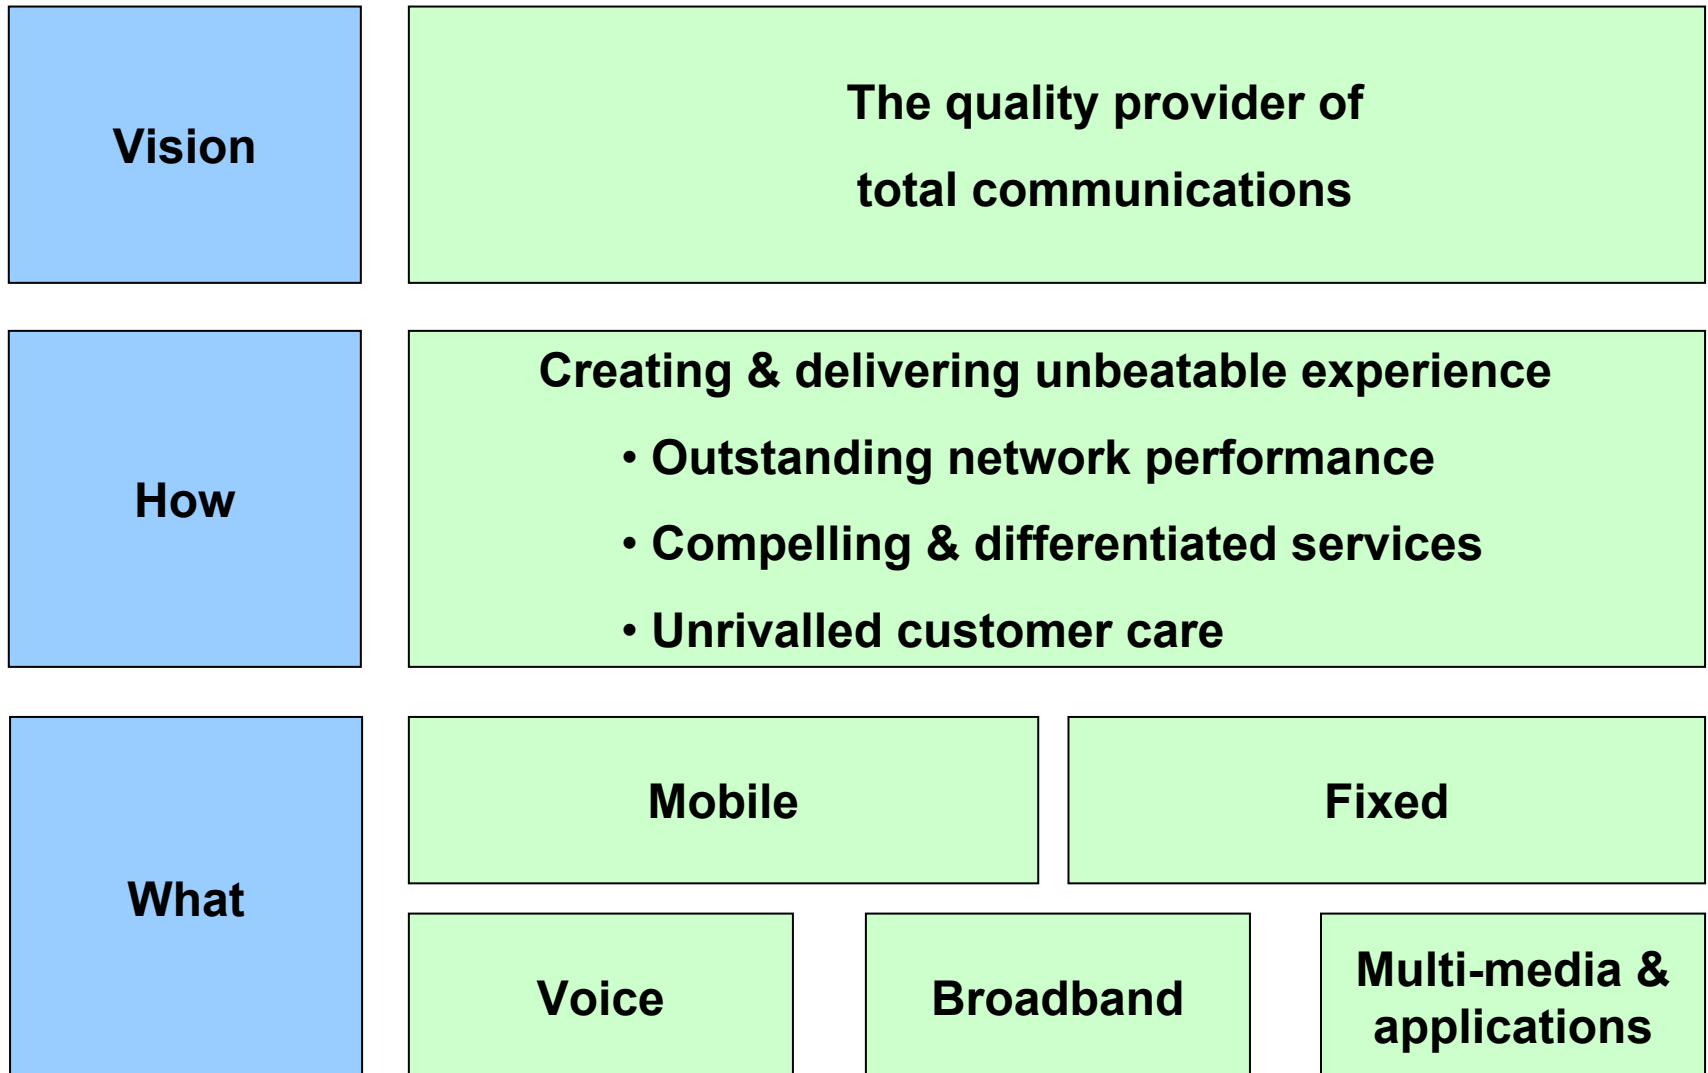 Vision
The quality provider of
total communications
How
Creating & delivering unbeatable experience
• Outstanding network performance
• Compelling & differentiated services
• Unrivalled customer care
What
Mobile
Fixed
Voice
Broadband
Multi-media &
applications